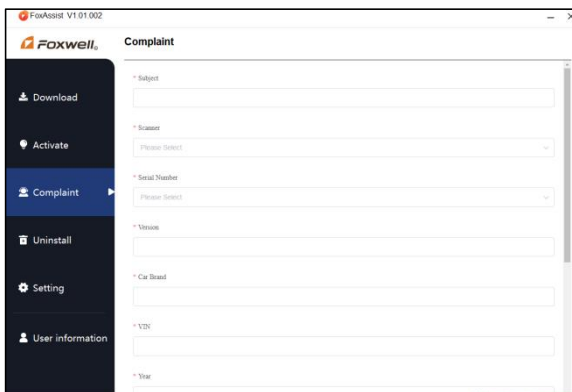 FoxAssist V1.01.002
FOXWELL®
Complaint
Download
Activate
Complaint
Uninstall
Setting
User information
* Subject
* Scanner
Please Select
* Serial Number
Please Select
* Version
* Car Brand
* VIN
* Year